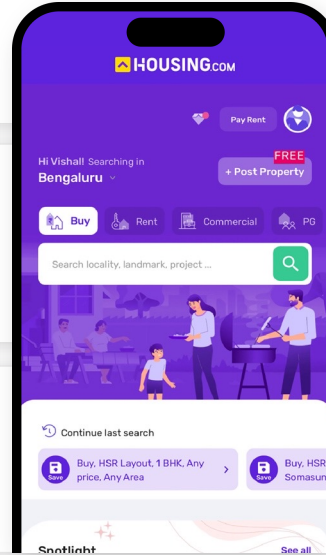 HOUSING.COM
Pay Rent
Hi Vishall Searching in
Bengaluru
FREE
+ Post Property
Buy
Rent
Commercial
PG
Search locality, landmark, project ...
Continue last search
Save
Buy, HSR Layout, 1 BHK, Any
price, Any Area
Save
Buy, HSR
Somasun
Spotlight
See all